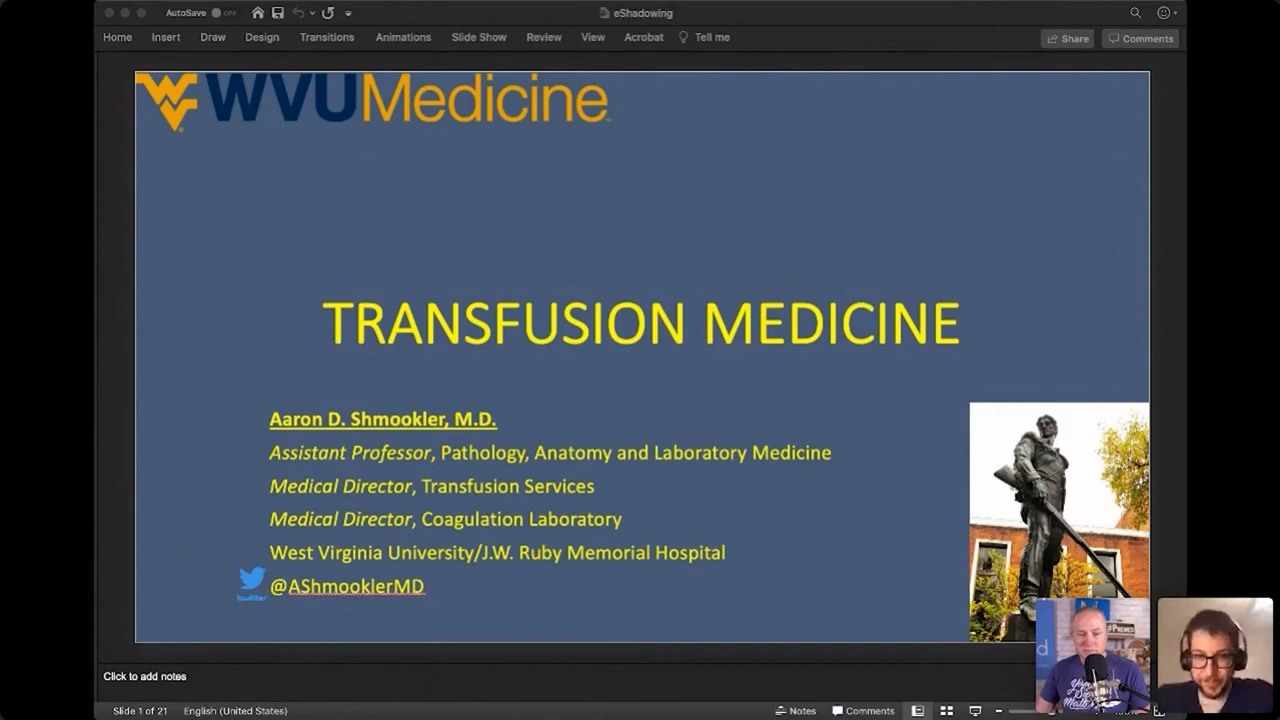 AutoSave OFF
eShadowing
Home Insert Draw Design Transitions Animations Slide Show Review View Acrobat Tell me
Share Comments
WVUMedicine
TRANSFUSION MEDICINE
Aaron D. Shmookler, M.D.
Assistant Professor, Pathology, Anatomy and Laboratory Medicine
Medical Director, Transfusion Services
Medical Director, Coagulation Laboratory
West Virginia University/J.W. Ruby Memorial Hospital
twitter @AShmooklerMD
#PREMED
Click to add notes
Slide 1 of 21 English (United States) Notes Comments